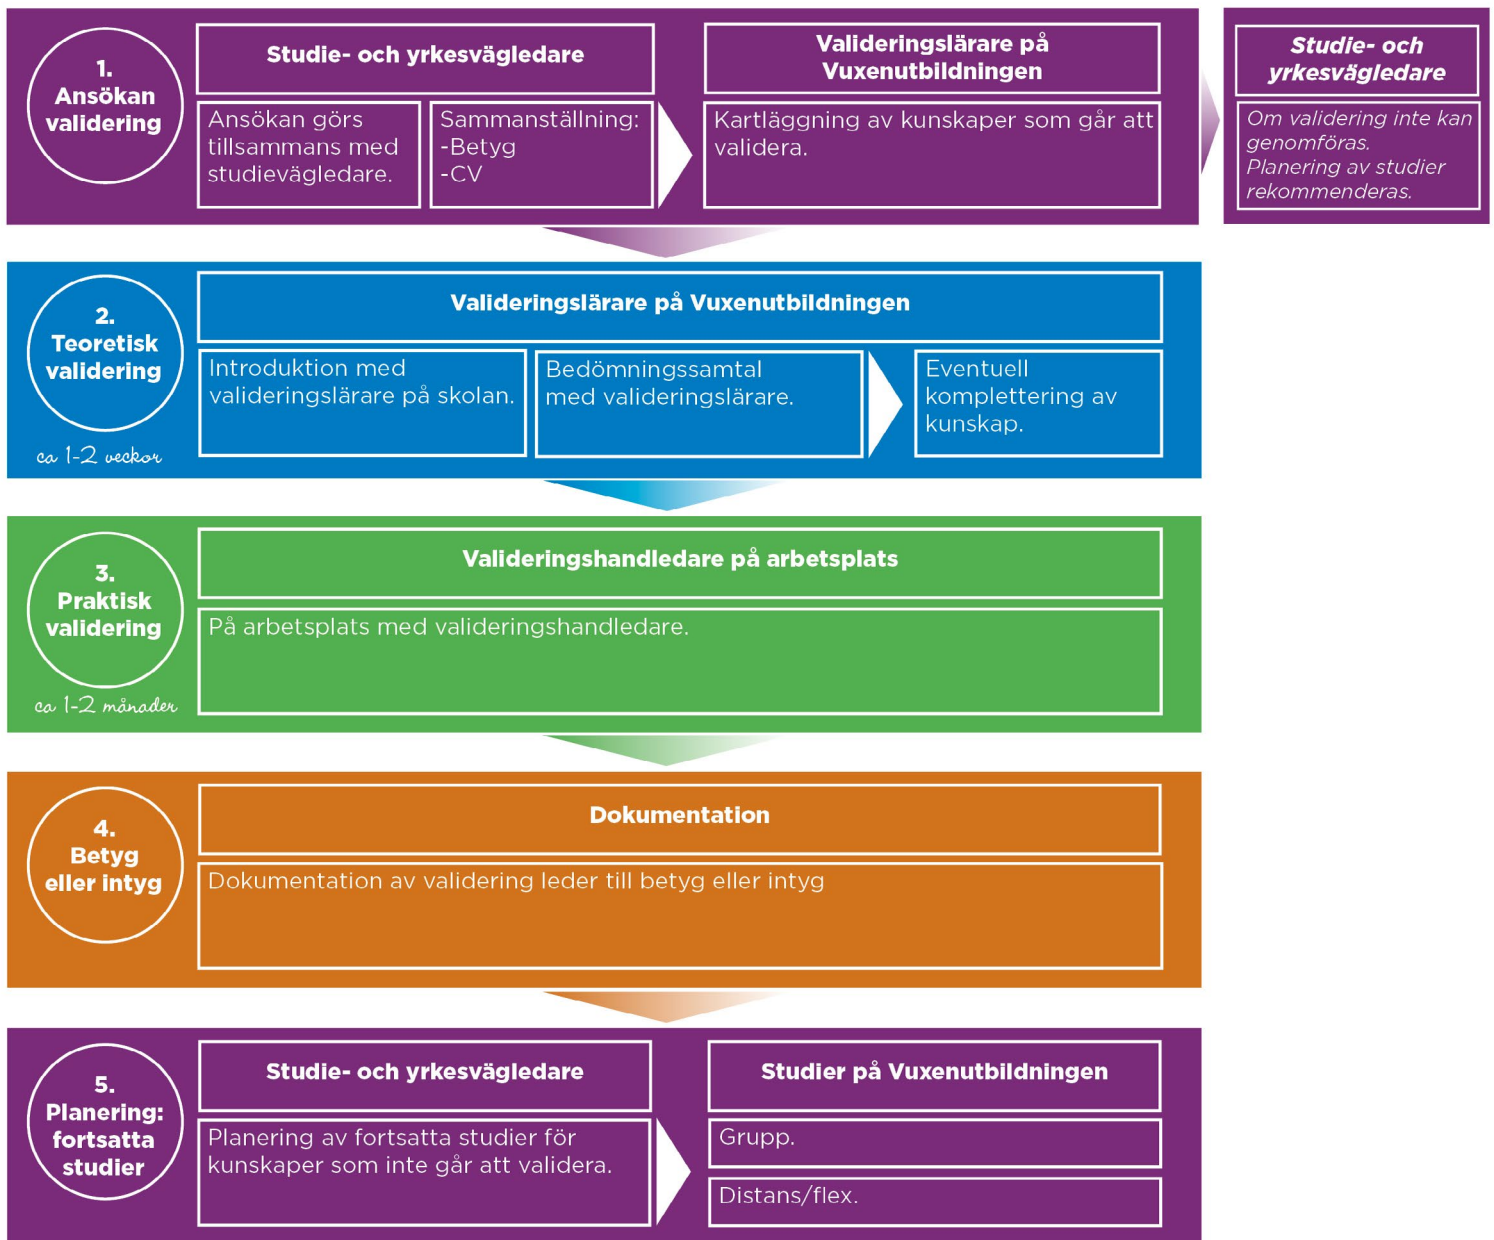 1.
Ansökan
validering
Studie- och yrkesvägledare
Ansökan görs
tillsammans med
studievägledare.
Sammanställning:
-Betyg
-CV
Valideringslärare på
Vuxenutbildningen
Kartläggning av kunskaper som går att
validera.
Studie- och
yrkesvägledare
Om validering inte kan
genomföras.
Planering av studier
rekommenderas.
2.
Teoretisk
validering
ca 1-2 veckor
Valideringslärare på Vuxenutbildningen
Introduktion med
valideringslärare på skolan.
Bedömningssamtal
med valideringslärare.
Eventuell
komplettering av
kunskap.
3.
Praktisk
validering
ca 1-2 månader
Valideringshandledare på arbetsplats
På arbetsplats med valideringshandledare.
4.
Betyg
eller intyg
Dokumentation
Dokumentation av validering leder till betyg eller intyg
5.
Planering:
fortsatta
studier
Studie- och yrkesvägledare
Planering av fortsatta studier för
kunskaper som inte går att validera.
Studier på Vuxenutbildningen
Grupp.
Distans/flex.